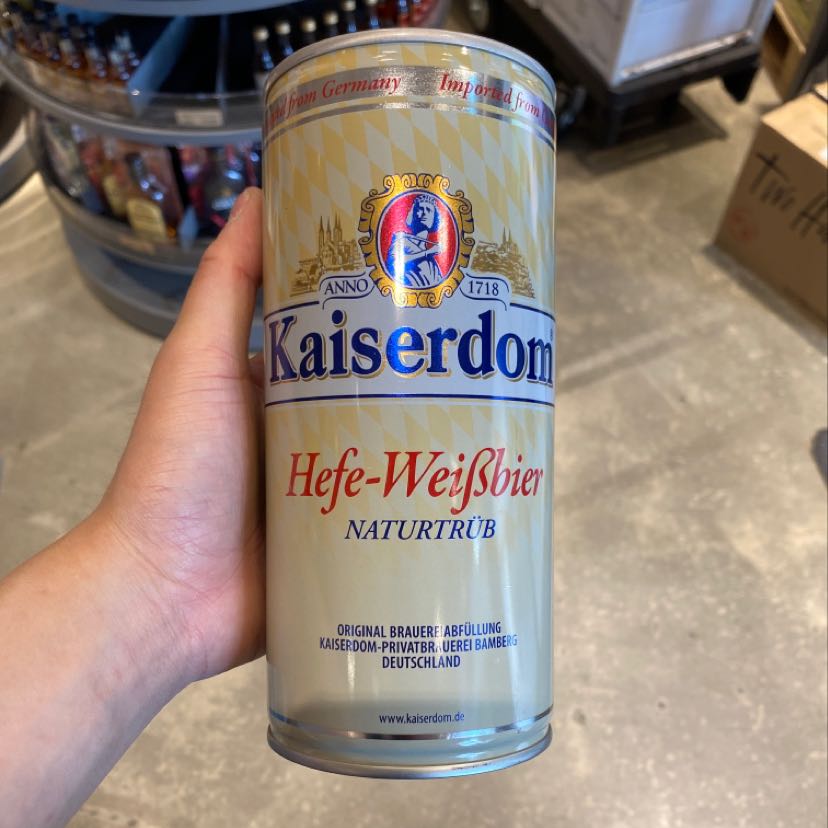 from Germany
Imported from
ANNO 1718
Kaiserdom
Hefe-Weißbier
NATURTRÜB
ORIGINAL BRAUEREIABFÜLLUNG
KAISERDOM-PRIVATBRAUEREI BAMBERG
DEUTSCHLAND
www.kaiserdom.de